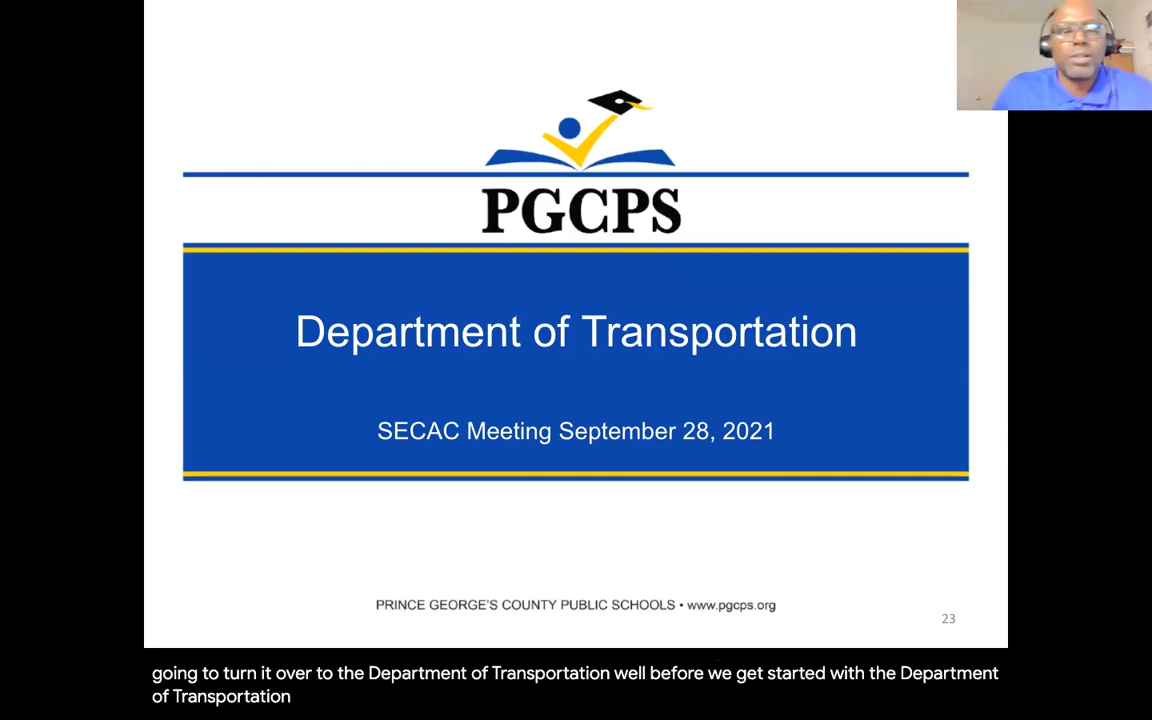 PGCPS
Department of Transportation
SECAC Meeting September 28, 2021
PRINCE GEORGE'S COUNTY PUBLIC SCHOOLS • www.pgcps.org
23
going to turn it over to the Department of Transportation well before we get started with the Department
of Transportation